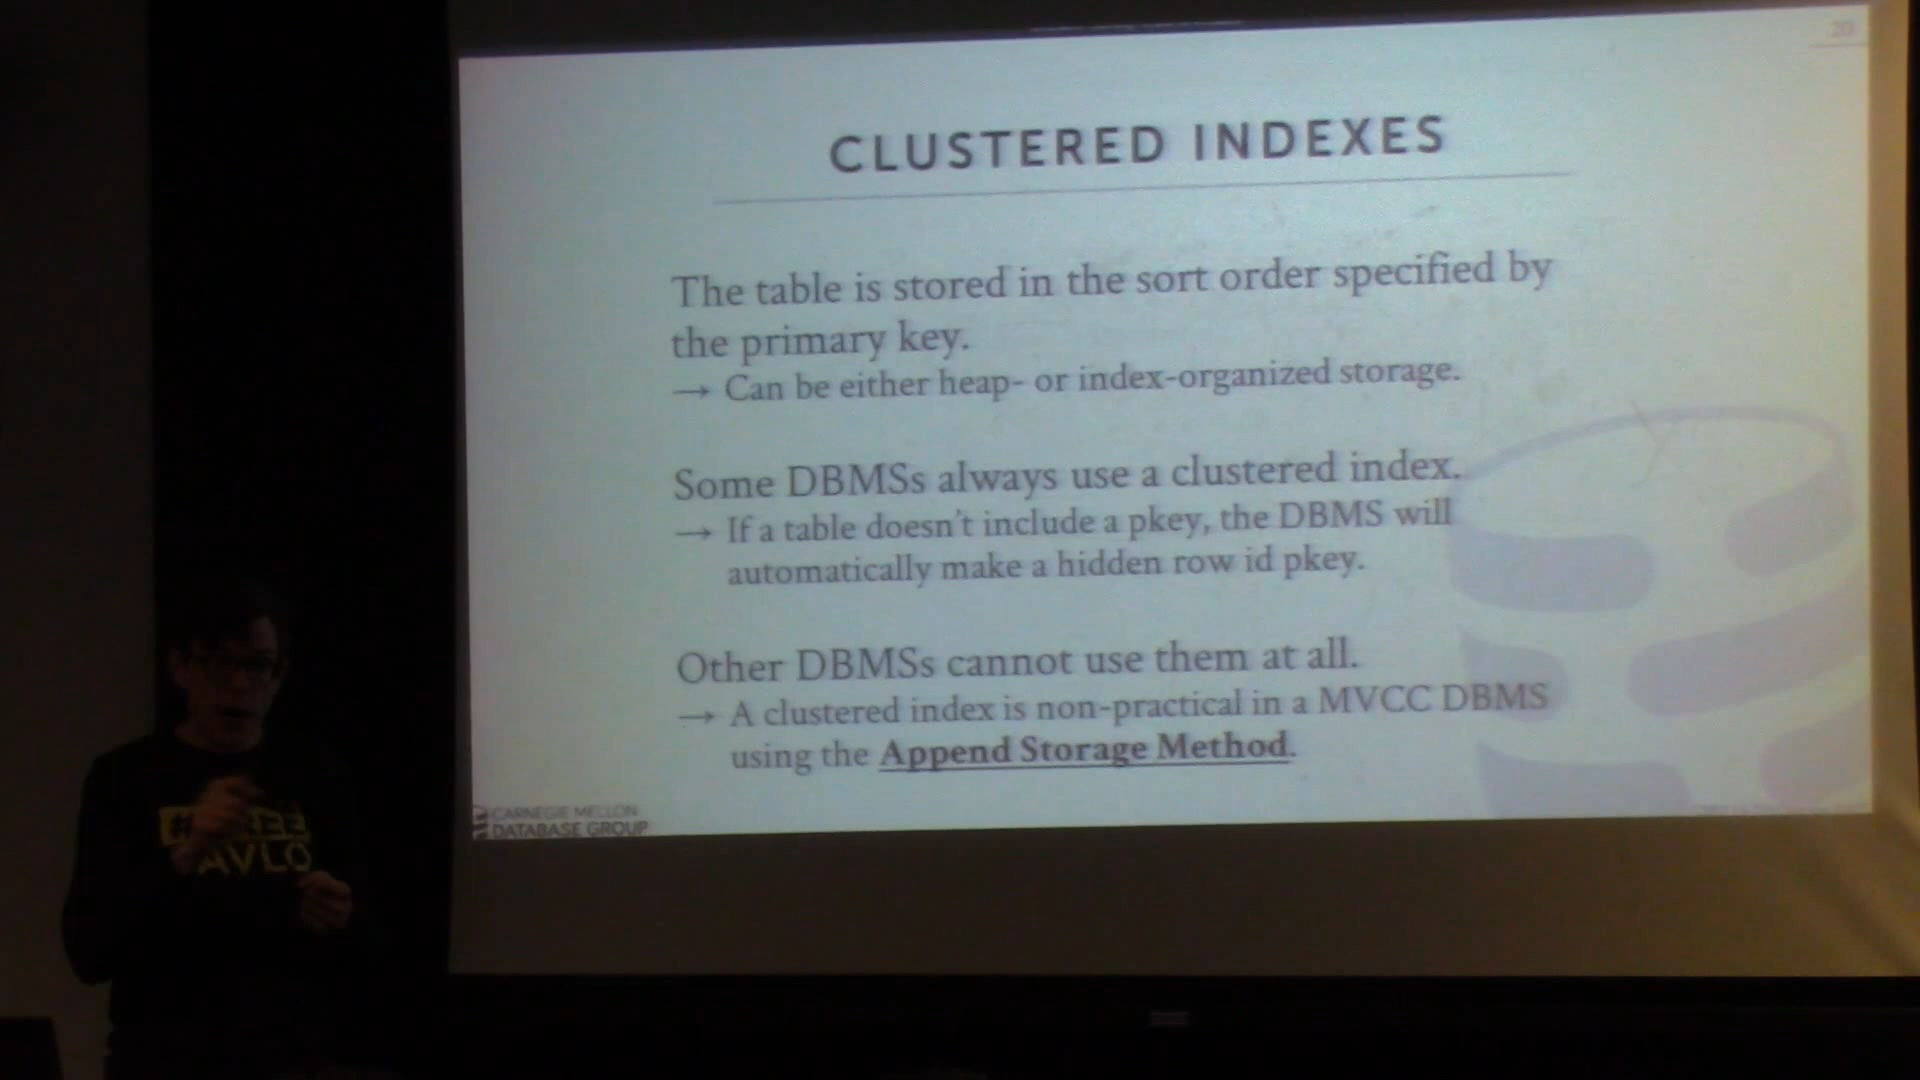 20
CLUSTERED INDEXES
The table is stored in the sort order specified by
the primary key.
→ Can be either heap- or index-organized storage.
Some DBMSs always use a clustered index.
→ If a table doesn't include a pkey, the DBMS will
automatically make a hidden row id pkey.
Other DBMSs cannot use them at all.
→ A clustered index is non-practical in a MVCC DBMS
using the Append Storage Method.
CARNEGIE MELLON
DATABASE GROUP
AVLO